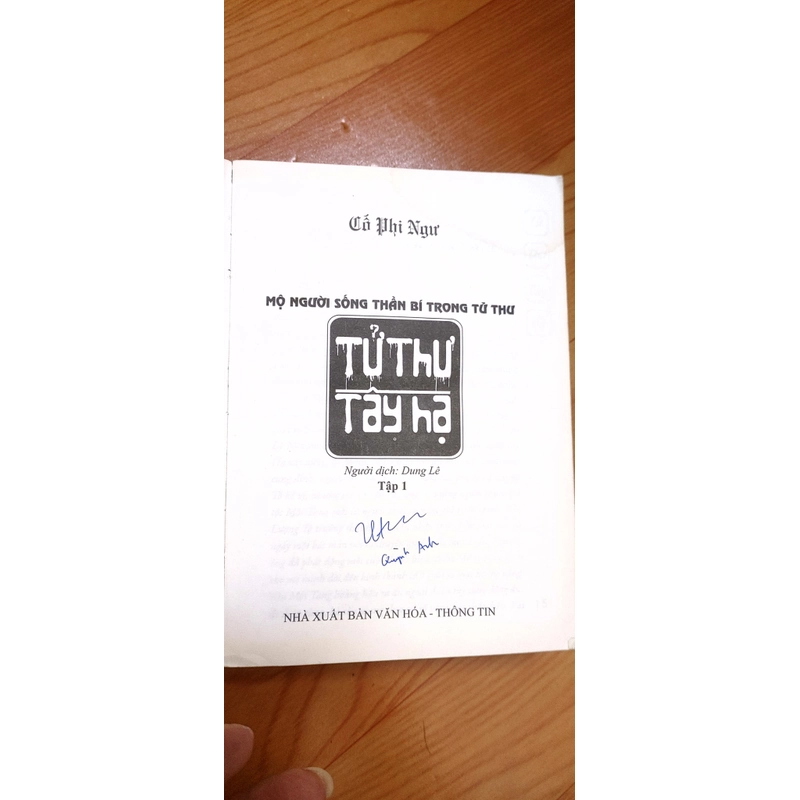 Cố Phi Ngư
MỘ NGƯỜI SỐNG THẦN BÍ TRONG TỬ THƯ
TỬ THƯ
TÂY HẠ
Người dịch: Dung Lê
Tập 1
Quỳnh Anh
NHÀ XUẤT BẢN VĂN HÓA - THÔNG TIN